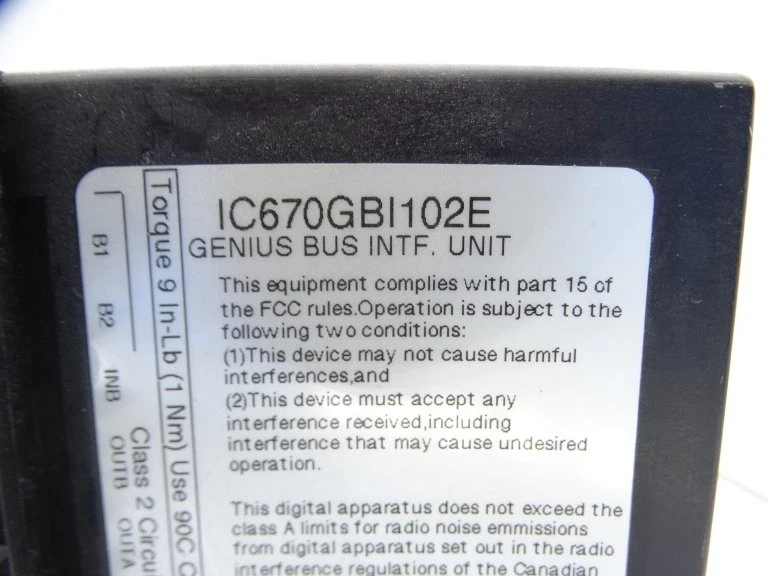 IC670GBI102E
GENIUS BUS INTF. UNIT
This equipment complies with part 15 of
the FCC rules.Operation is subject to the
following two conditions:
(1)This device may not cause harmful
interferences,and
(2)This device must accept any
interference received,including
interference that may cause undesired
operation.
This digital apparatus does not exceed the
class A limits for radio noise emmissions
from digital apparatus set out in the radio
interference regulations of the Canadian
Torque 9 In-Lb (1 Nm) Use 90C
B1
B2
INB
OUTB
OUTA
Class 2